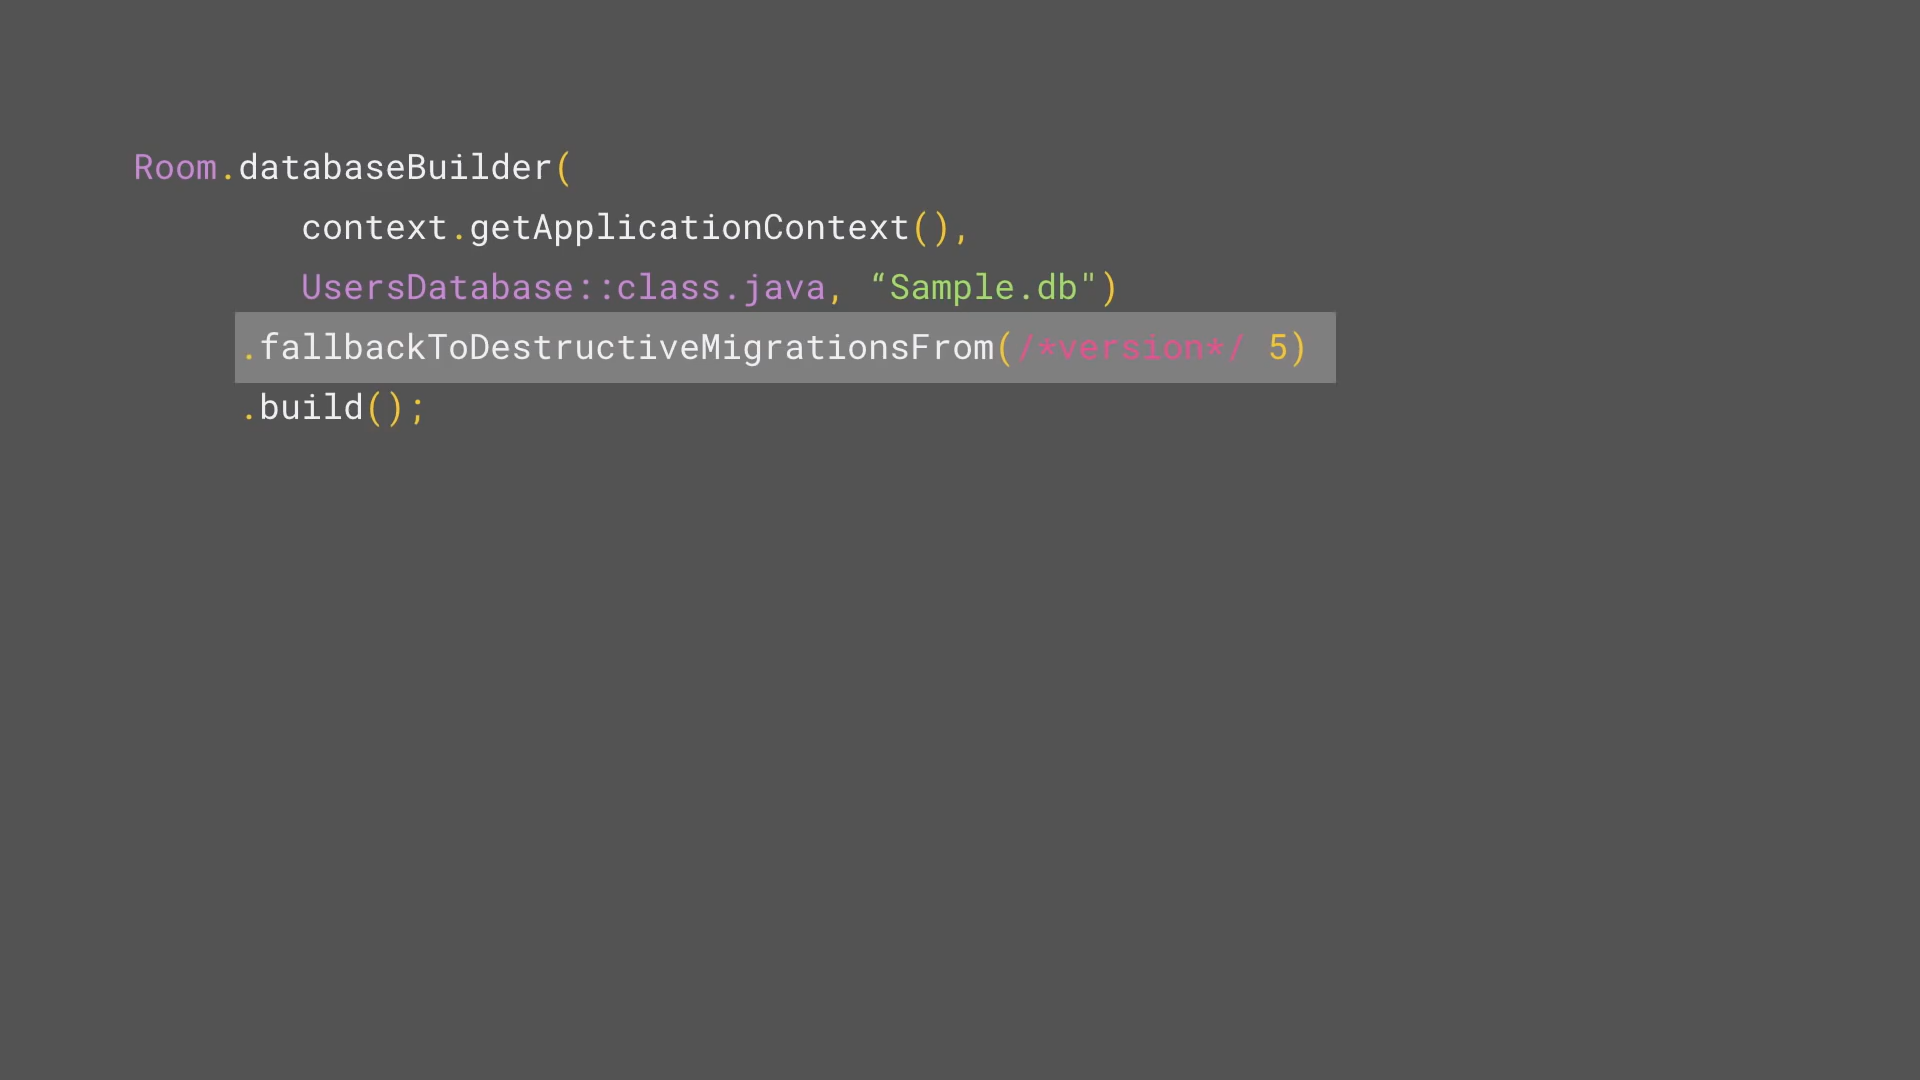 Room.databaseBuilder(
context.getApplicationContext(),
UsersDatabase::class.java, “Sample.db")
.fallbackToDestructiveMigrationsFrom(/*version*/ 5)
.build();